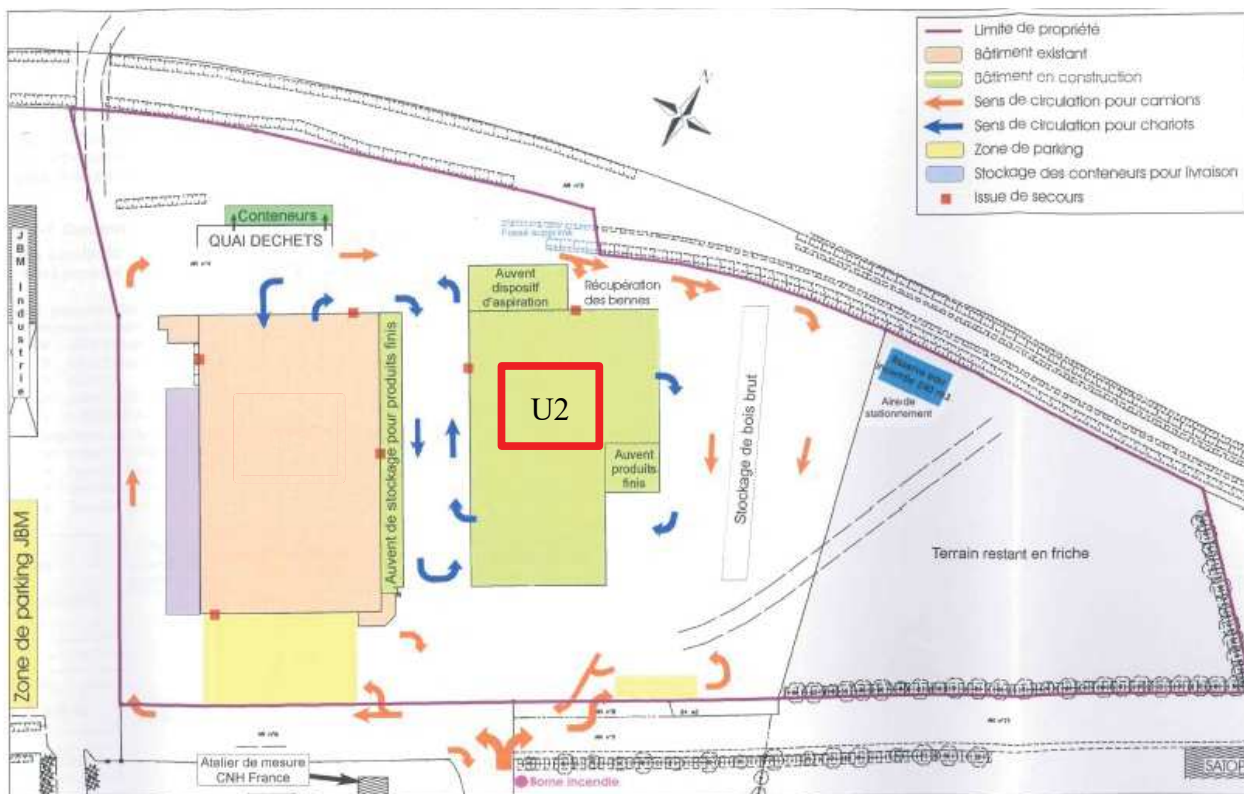 Limite de propriété
Bâtiment existant
Bâtiment en construction
Sens de circulation pour camions
Sens de circulation pour chariots
Zone de parking
Stockage des conteneurs pour livraison
Issue de secours
N
Conteneurs
QUAI DECHETS
JBM Industrie
Fossé supprimé
Auvent
dispositif
d'aspiration
Récupération
des bennes
U2
Auvent
produits
finis
Auvent de stockage pour produits finis
Stockage de bois brut
Aire de
stationnement
Terrain restant en friche
Zone de parking JBM
Atelier de mesure
CNH France
Borne incendie